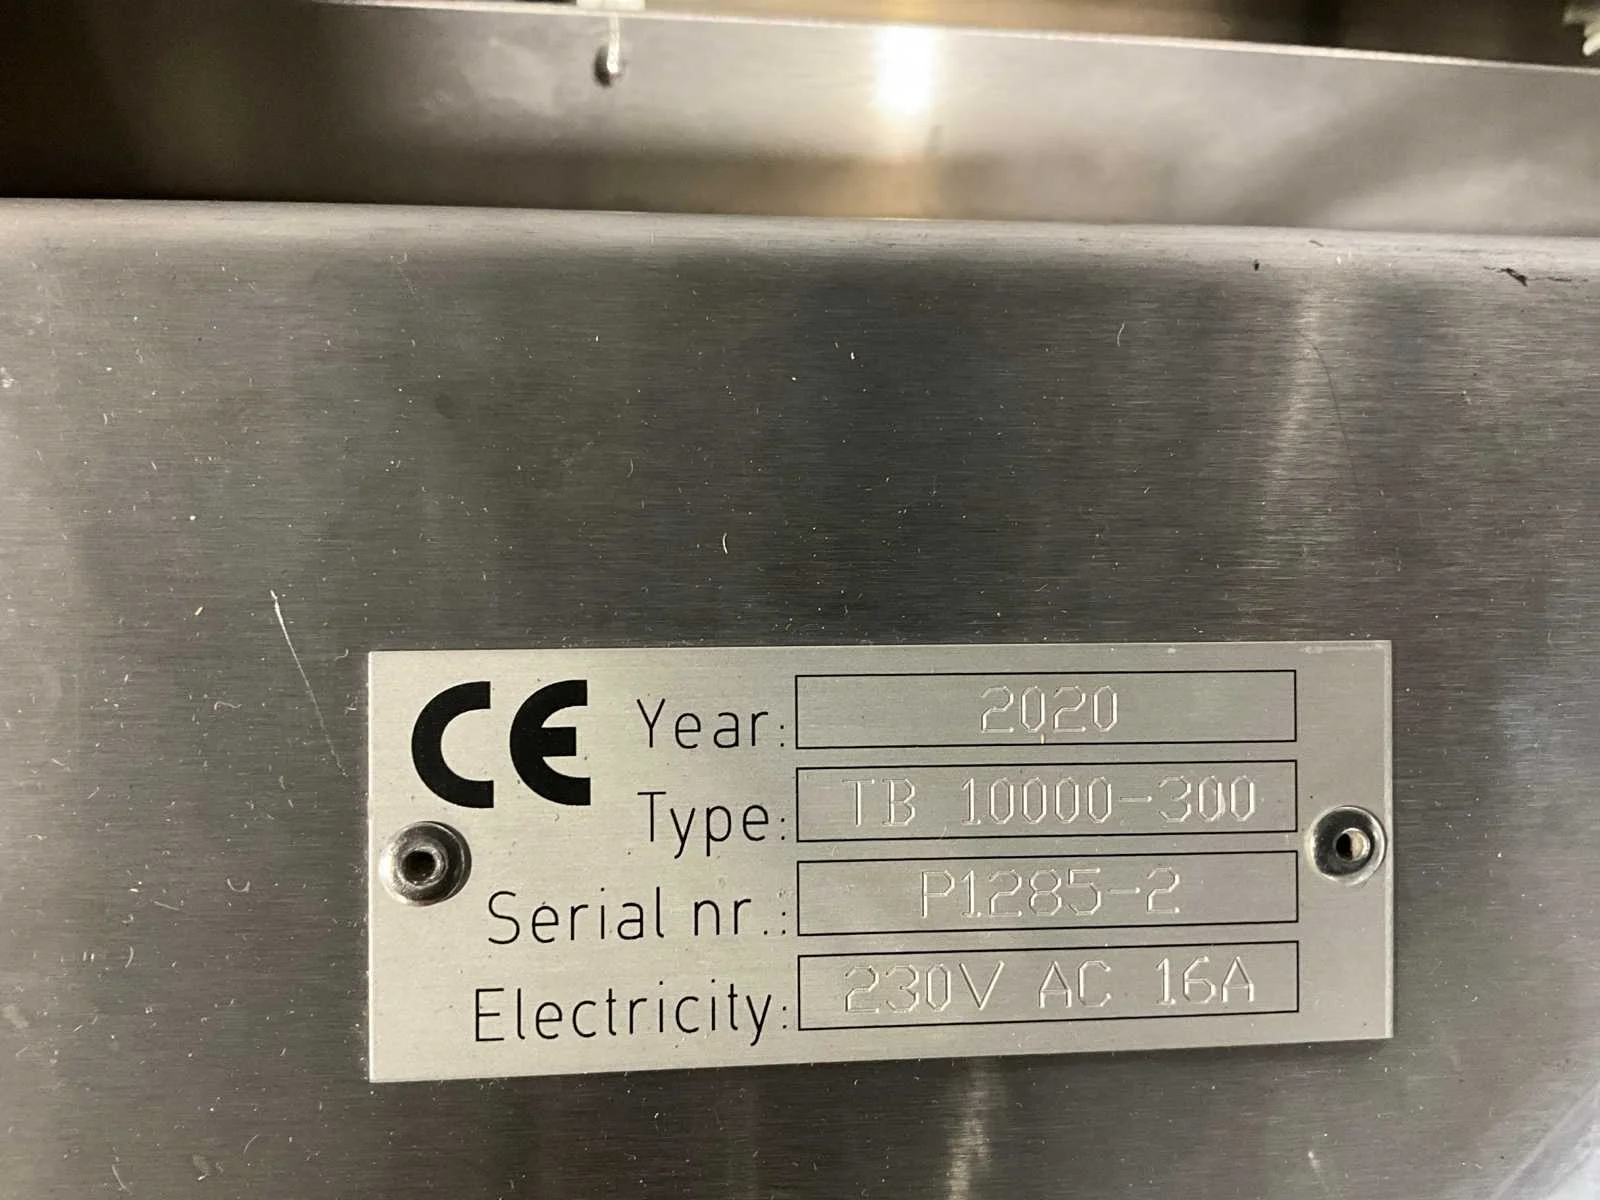 CE Year: 2020
Type: TB 10000-300
Serial nr.: P1285-2
Electricity: 230V AC 16A